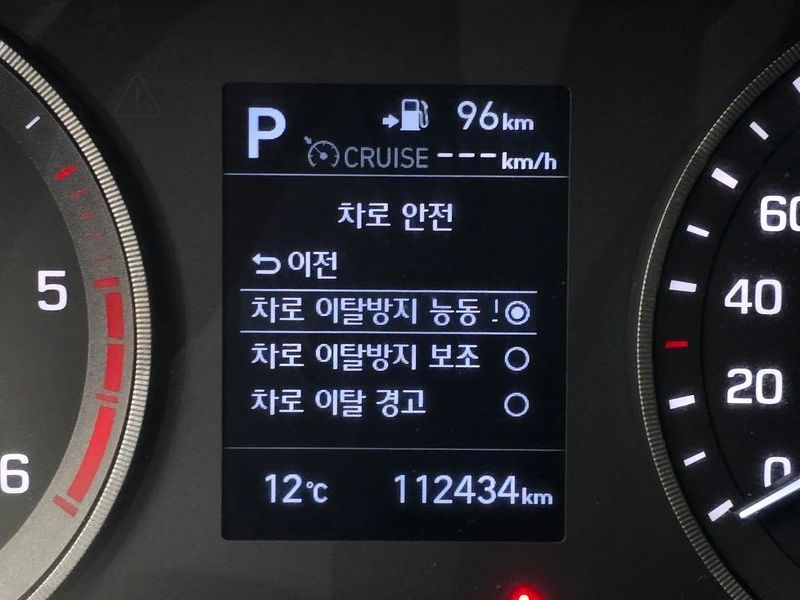 P 96km
CRUISE ---km/h
차로 안전
이전
차로 이탈방지 능동
차로 이탈방지 보조
차로 이탈 경고
12℃ 112434km
5
6
60
40
20
0